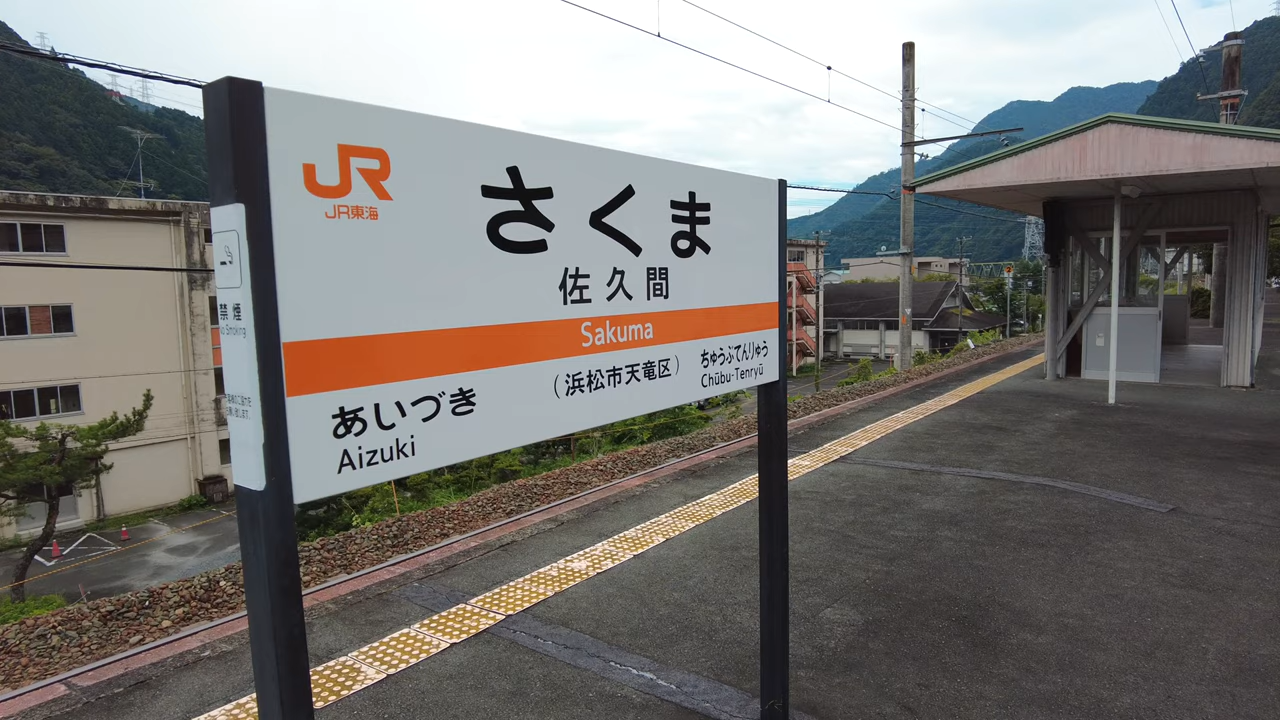 JR
JR東海
さくま
佐久間
Sakuma
(浜松市天竜区)
あいづき
Aizuki
ちゅうぶてんりゅう
Chūbu-Tenryū
禁煙
No Smoking